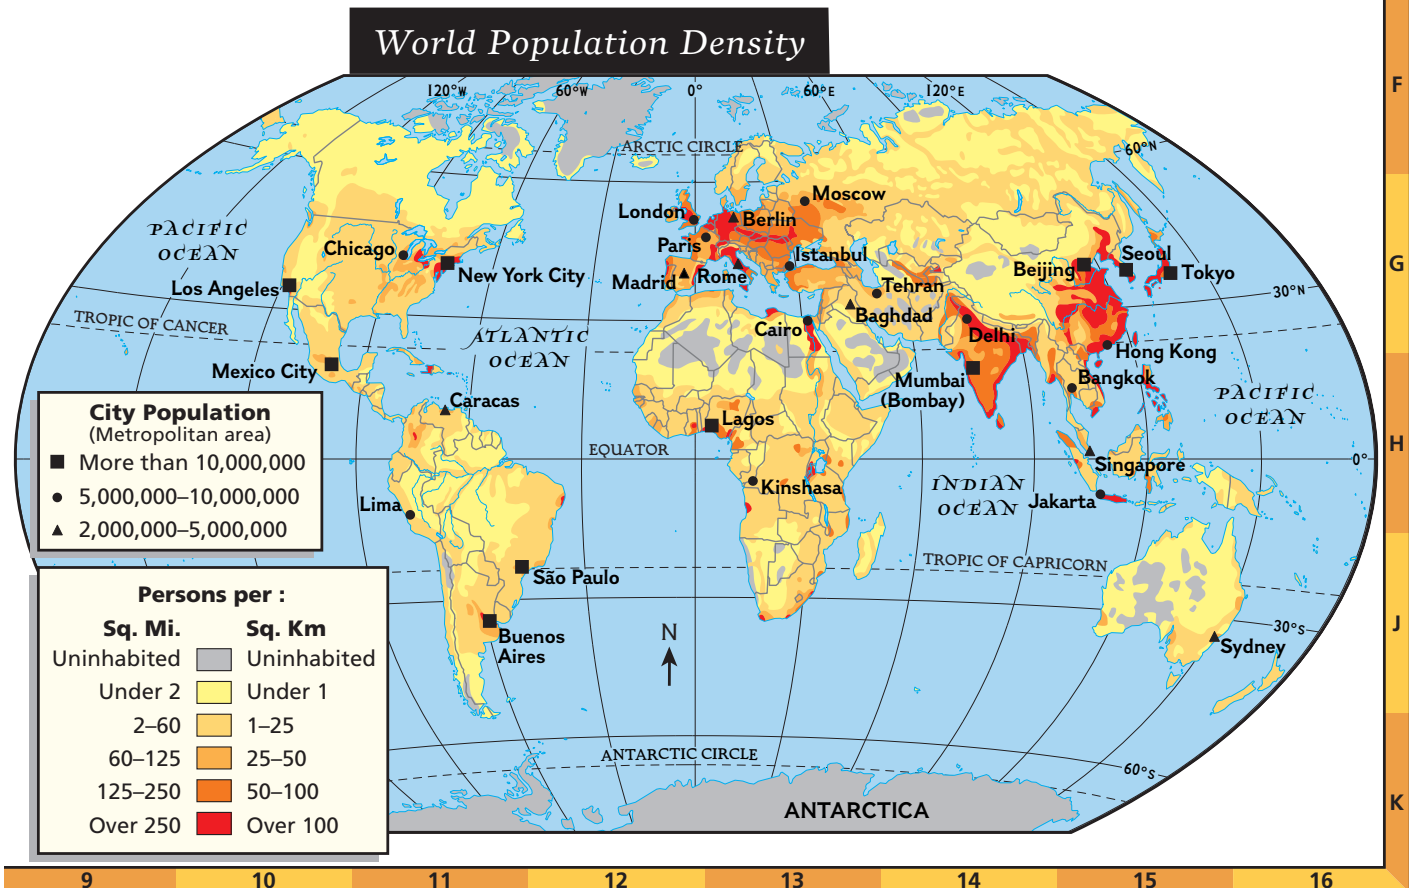 World Population Density
120°W
60°W
0°
60°E
120°E
F
ARCTIC CIRCLE
60°N
Moscow
London
Berlin
PACIFIC
OCEAN
Paris
Chicago
Istanbul
Seoul
New York City
Madrid
Rome
Beijing
Tokyo
G
Los Angeles
Tehran
30°N
TROPIC OF CANCER
Baghdad
ATLANTIC
OCEAN
Cairo
Delhi
Hong Kong
Mexico City
Mumbai
(Bombay)
Bangkok
PACIFIC
OCEAN
Caracas
Lagos
City Population
(Metropolitan area)
More than 10,000,000
5,000,000–10,000,000
2,000,000–5,000,000
EQUATOR
H
0°
Singapore
Kinshasa
INDIAN
OCEAN
Jakarta
Lima
TROPIC OF CAPRICORN
São Paulo
Persons per :
Sq. Mi. Sq. Km
Uninhabited Uninhabited
Under 2 Under 1
2–60 1–25
60–125 25–50
125–250 50–100
Over 250 Over 100
Buenos
Aires
N
30°S
J
Sydney
ANTARCTIC CIRCLE
60°S
ANTARCTICA
K
9 10 11 12 13 14 15 16